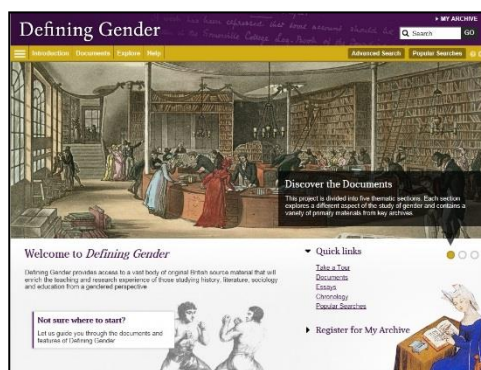 MY ARCHIVE
Defining Gender
Search
GO
Introduction Documents Explore Help
Advanced Search Popular Searches
Discover the Documents
This project is divided into five thematic sections. Each section
explores a different aspect of the study of gender and contains a
variety of primary materials from key archives
Welcome to Defining Gender
Defining Gender provides access to a vast body of original British source material that will
enrich the teaching and research experience of those studying history, literature, sociology
and education from a gendered perspective
Not sure where to start?
Let us guide you through the documents and
features of Defining Gender
Quick links
Take a Tour
Documents
Essays
Chronology
Popular Searches
Register for My Archive